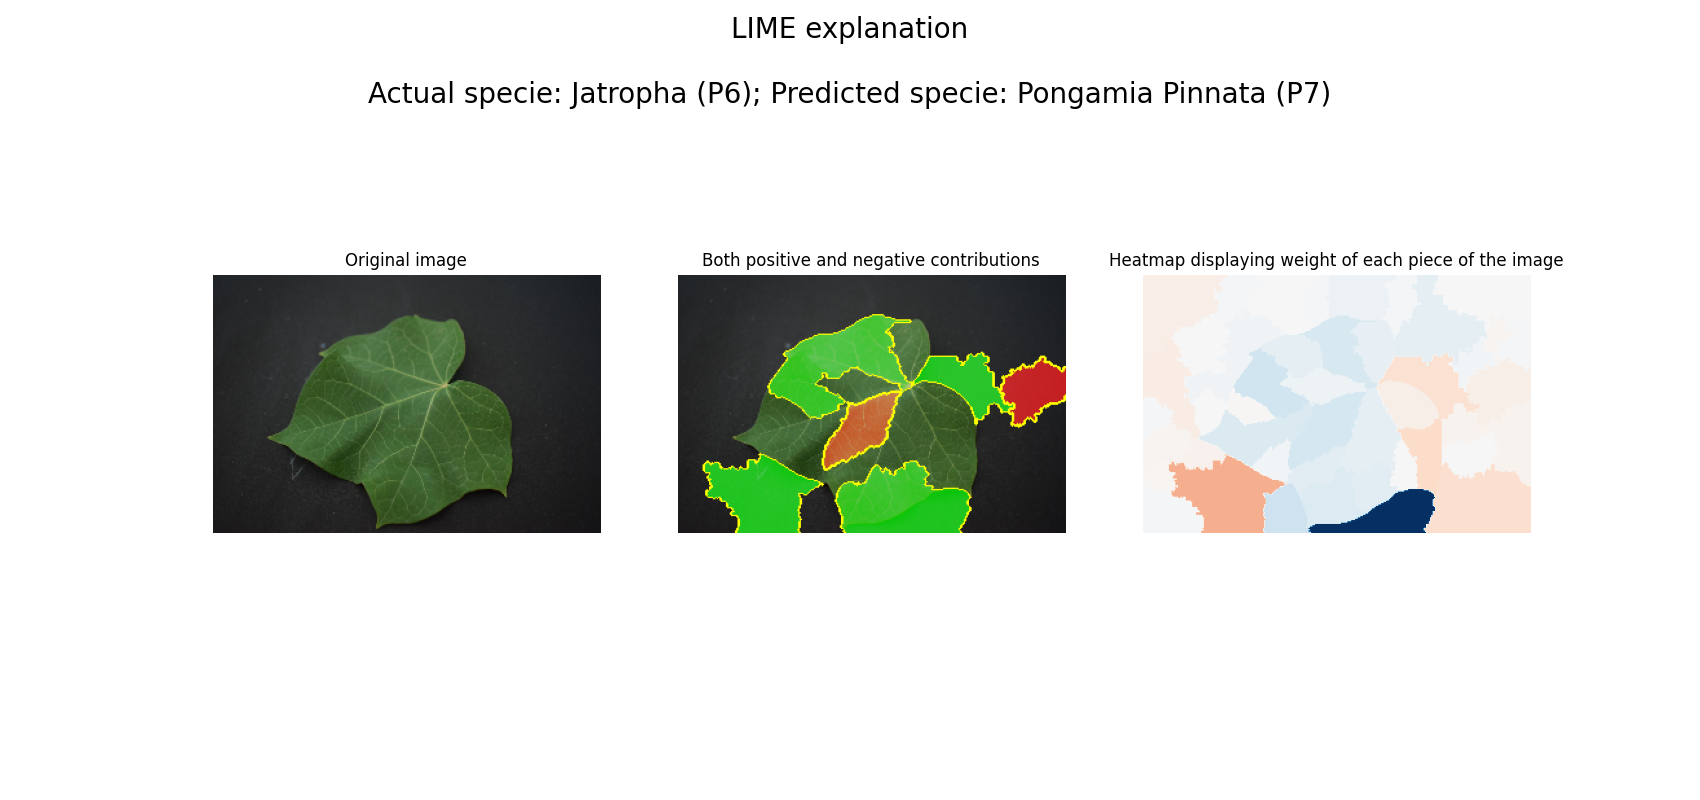 LIME explanation
Actual specie: Jatropha (P6); Predicted specie: Pongamia Pinnata (P7)
Original image
Both positive and negative contributions
Heatmap displaying weight of each piece of the image